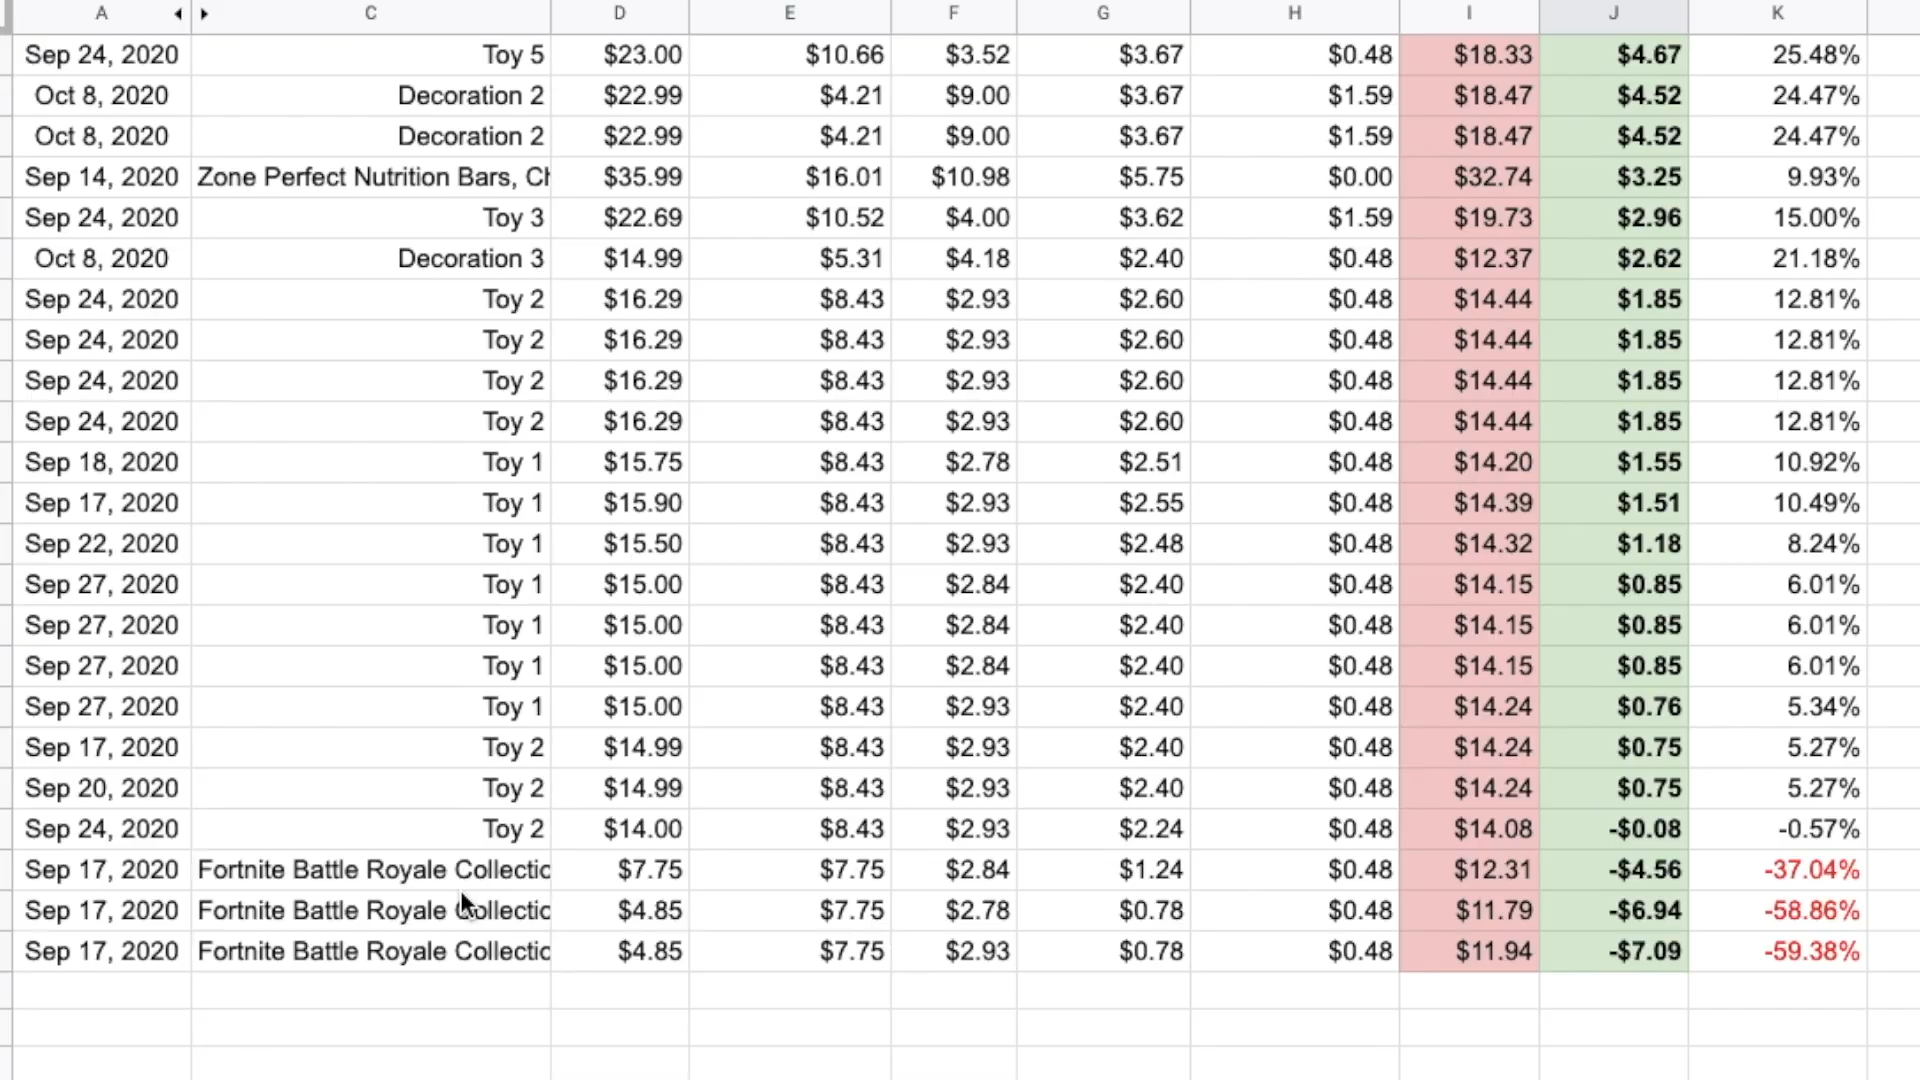 A C D E F G H I J K
Sep 24, 2020 Toy 5 $23.00 $10.66 $3.52 $3.67 $0.48 $18.33 $4.67 25.48%
Oct 8, 2020 Decoration 2 $22.99 $4.21 $9.00 $3.67 $1.59 $18.47 $4.52 24.47%
Oct 8, 2020 Decoration 2 $22.99 $4.21 $9.00 $3.67 $1.59 $18.47 $4.52 24.47%
Sep 14, 2020 Zone Perfect Nutrition Bars, Ch $35.99 $16.01 $10.98 $5.75 $0.00 $32.74 $3.25 9.93%
Sep 24, 2020 Toy 3 $22.69 $10.52 $4.00 $3.62 $1.59 $19.73 $2.96 15.00%
Oct 8, 2020 Decoration 3 $14.99 $5.31 $4.18 $2.40 $0.48 $12.37 $2.62 21.18%
Sep 24, 2020 Toy 2 $16.29 $8.43 $2.93 $2.60 $0.48 $14.44 $1.85 12.81%
Sep 24, 2020 Toy 2 $16.29 $8.43 $2.93 $2.60 $0.48 $14.44 $1.85 12.81%
Sep 24, 2020 Toy 2 $16.29 $8.43 $2.93 $2.60 $0.48 $14.44 $1.85 12.81%
Sep 24, 2020 Toy 2 $16.29 $8.43 $2.93 $2.60 $0.48 $14.44 $1.85 12.81%
Sep 18, 2020 Toy 1 $15.75 $8.43 $2.78 $2.51 $0.48 $14.20 $1.55 10.92%
Sep 17, 2020 Toy 1 $15.90 $8.43 $2.93 $2.55 $0.48 $14.39 $1.51 10.49%
Sep 22, 2020 Toy 1 $15.50 $8.43 $2.93 $2.48 $0.48 $14.32 $1.18 8.24%
Sep 27, 2020 Toy 1 $15.00 $8.43 $2.84 $2.40 $0.48 $14.15 $0.85 6.01%
Sep 27, 2020 Toy 1 $15.00 $8.43 $2.84 $2.40 $0.48 $14.15 $0.85 6.01%
Sep 27, 2020 Toy 1 $15.00 $8.43 $2.84 $2.40 $0.48 $14.15 $0.85 6.01%
Sep 27, 2020 Toy 1 $15.00 $8.43 $2.93 $2.40 $0.48 $14.24 $0.76 5.34%
Sep 17, 2020 Toy 2 $14.99 $8.43 $2.93 $2.40 $0.48 $14.24 $0.75 5.27%
Sep 20, 2020 Toy 2 $14.99 $8.43 $2.93 $2.40 $0.48 $14.24 $0.75 5.27%
Sep 24, 2020 Toy 2 $14.00 $8.43 $2.93 $2.24 $0.48 $14.08 -$0.08 -0.57%
Sep 17, 2020 Fortnite Battle Royale Collectio $7.75 $7.75 $2.84 $1.24 $0.48 $12.31 -$4.56 -37.04%
Sep 17, 2020 Fortnite Battle Royale Collectio $4.85 $7.75 $2.78 $0.78 $0.48 $11.79 -$6.94 -58.86%
Sep 17, 2020 Fortnite Battle Royale Collectio $4.85 $7.75 $2.93 $0.78 $0.48 $11.94 -$7.09 -59.38%